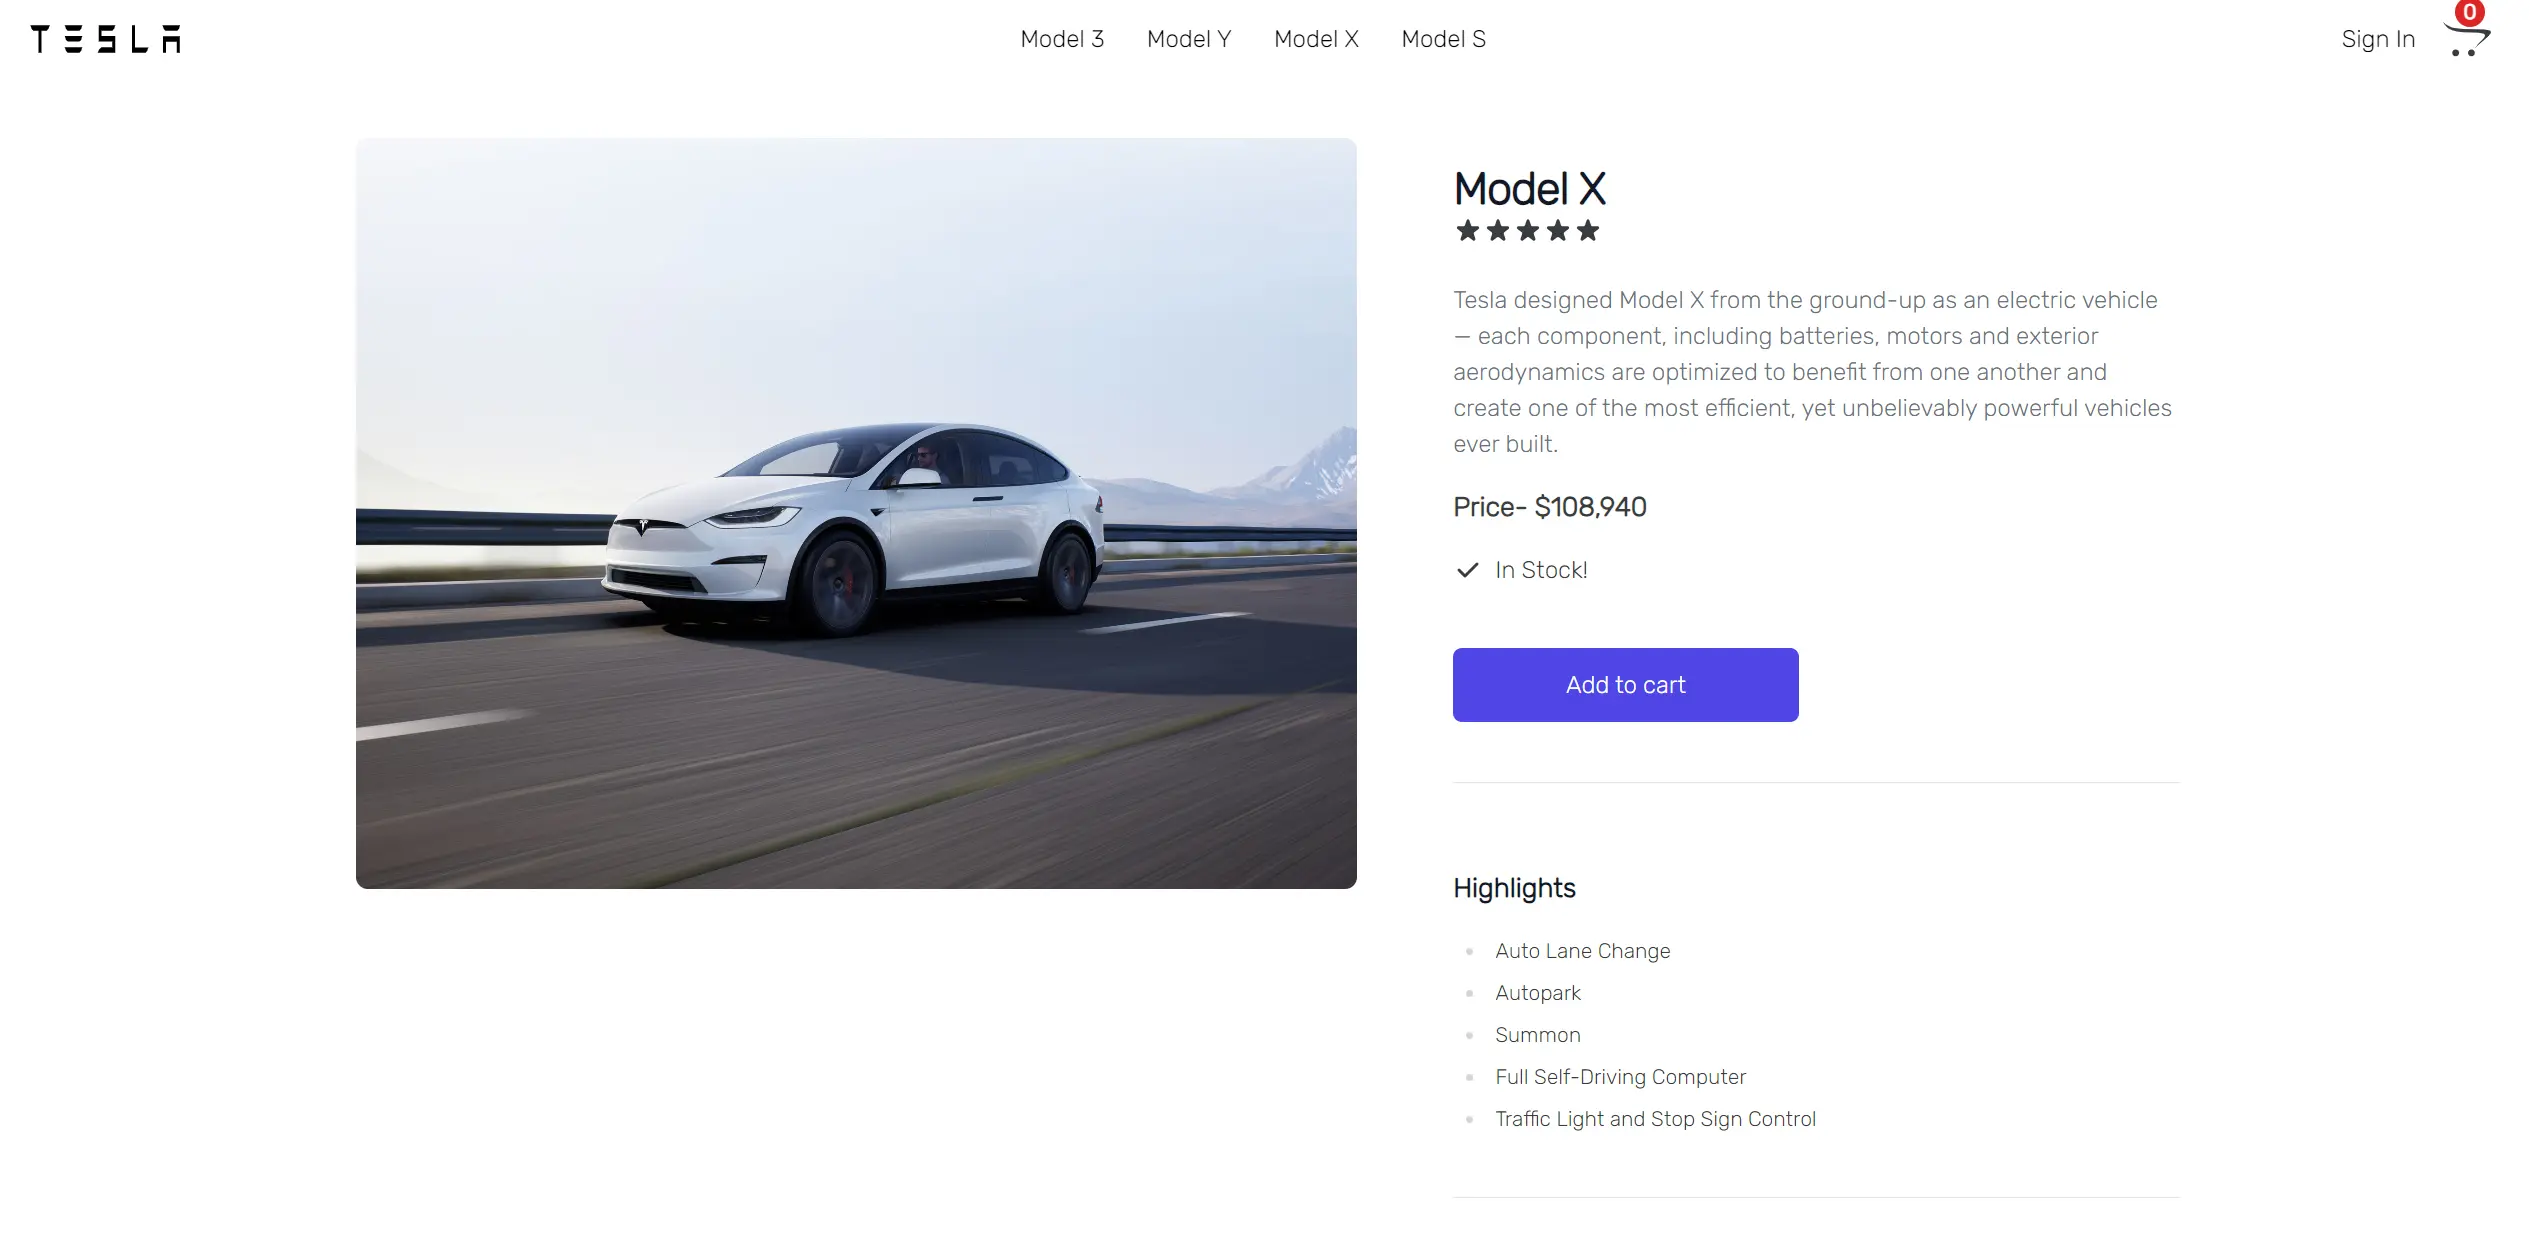 TESLA
Model 3 Model Y Model X Model S
Sign In
0
Model X
Tesla designed Model X from the ground-up as an electric vehicle
— each component, including batteries, motors and exterior
aerodynamics are optimized to benefit from one another and
create one of the most efficient, yet unbelievably powerful vehicles
ever built.
Price- $108,940
In Stock!
Add to cart
Highlights
Auto Lane Change
Autopark
Summon
Full Self-Driving Computer
Traffic Light and Stop Sign Control